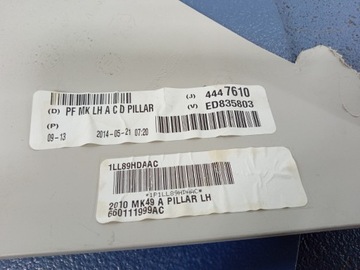 (D) PF MK LH A C D PILLAR (J) 4447610
(V) ED835803
(P)
09-13 2014-05-21 07:20
1LL89HDAAC
*1P1LL89HDAAC*
2010 MK49 A PILLAR LH
660111999AC